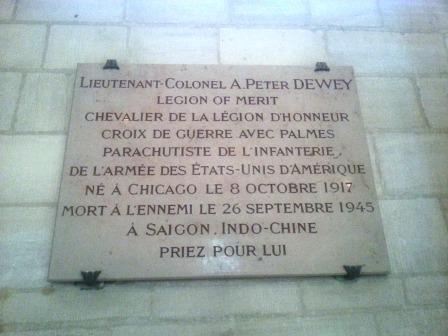 LIEUTENANT-COLONEL A. PETER DEWEY
LEGION OF MERIT
CHEVALIER DE LA LÉGION D'HONNEUR
CROIX DE GUERRE AVEC PALMES
PARACHUTISTE DE L'INFANTERIE
DE L'ARMÉE DES ÉTATS-UNIS D'AMÉRIQUE
NÉ À CHICAGO LE 8 OCTOBRE 1917
MORT À L'ENNEMI LE 26 SEPTEMBRE 1945
À SAIGON, INDO-CHINE
PRIEZ POUR LUI